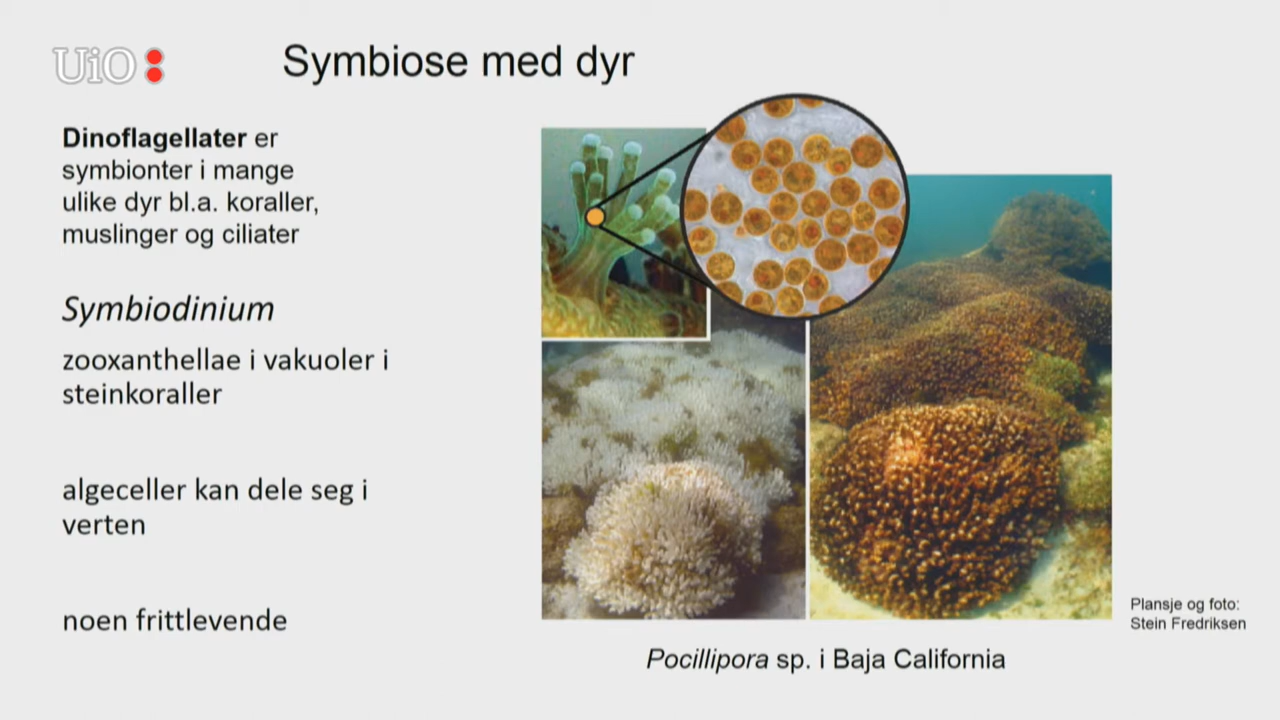 UiO
Symbiose med dyr
Dinoflagellater er
symbionter i mange
ulike dyr bl.a. koraller,
muslinger og ciliater
Symbiodinium
zooxanthellae i vakuoler i
steinkoraller
algeceller kan dele seg i
verten
noen frittlevende
Plansje og foto:
Stein Fredriksen
Pocillipora sp. i Baja California